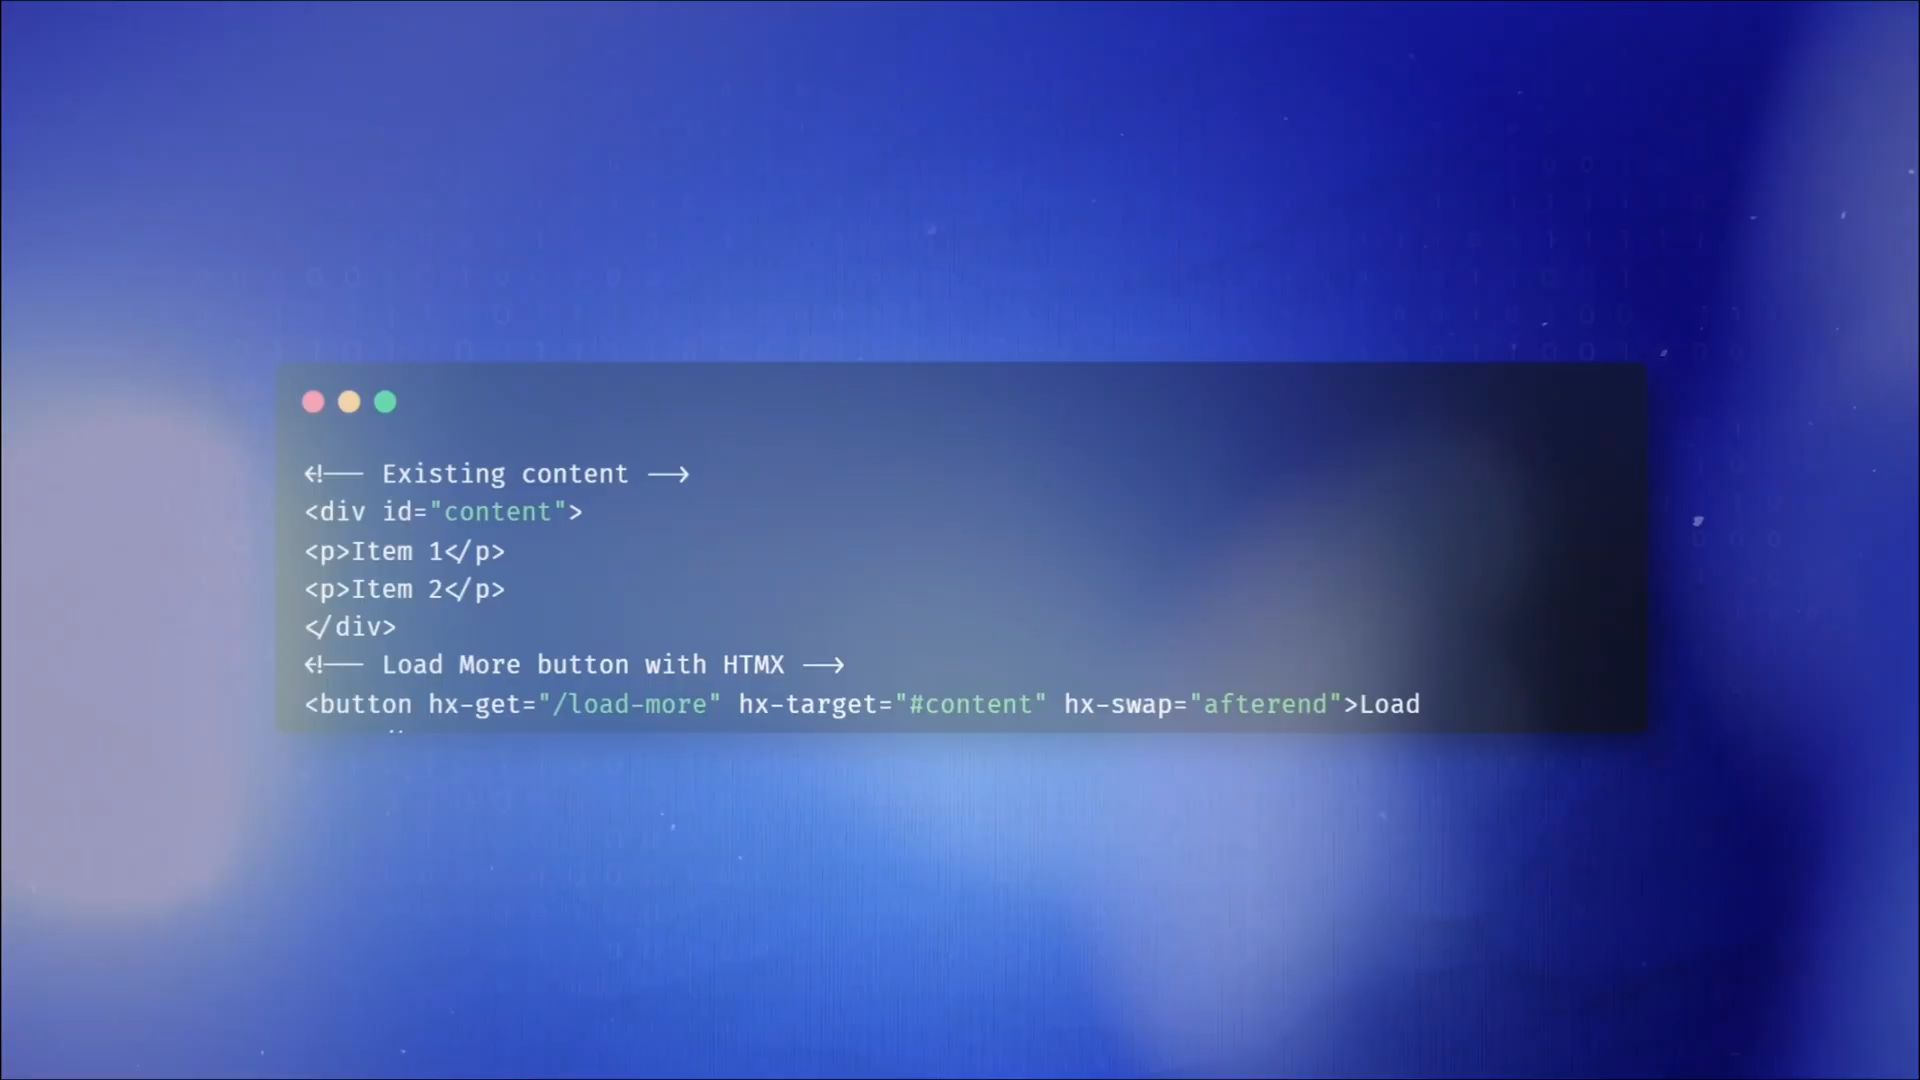 <!-- Existing content -->
<div id="content">
<p>Item 1</p>
<p>Item 2</p>
</div>
<!-- Load More button with HTMX -->
<button hx-get="/load-more" hx-target="#content" hx-swap="afterend">Load